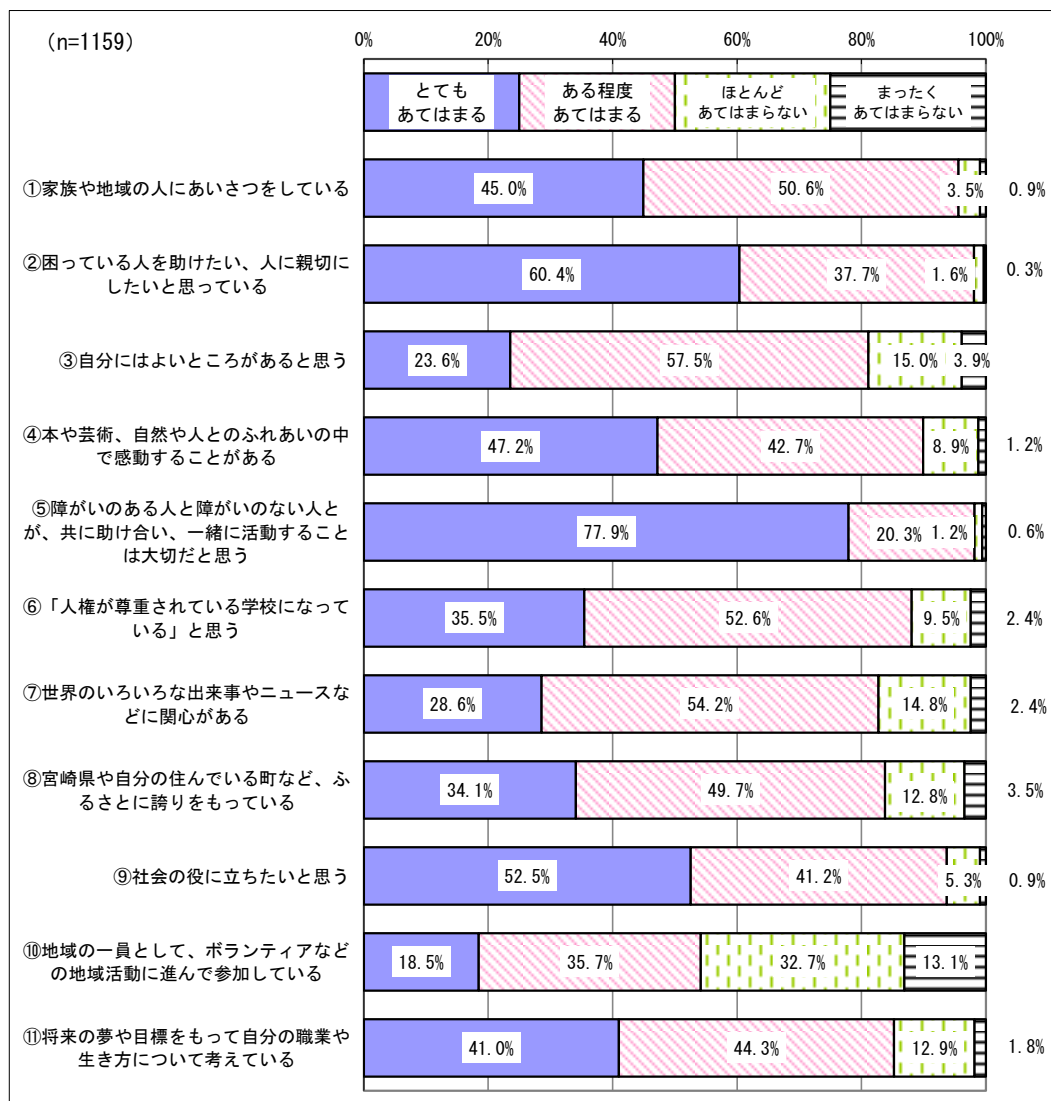 (n=1159)
0% 20% 40% 60% 80% 100%
とても
あてはまる
ある程度
あてはまる
ほとんど
あてはまらない
まったく
あてはまらない
①家族や地域の人にあいさつをしている
45.0% 50.6% 3.5% 0.9%
②困っている人を助けたい、人に親切に
したいと思っている
60.4% 37.7% 1.6% 0.3%
③自分にはよいところがあると思う
23.6% 57.5% 15.0% 3.9%
④本や芸術、自然や人とのふれあいの中
で感動することがある
47.2% 42.7% 8.9% 1.2%
⑤障がいのある人と障がいのない人と
が、共に助け合い、一緒に活動すること
は大切だと思う
77.9% 20.3% 1.2% 0.6%
⑥「人権が尊重されている学校になって
いる」と思う
35.5% 52.6% 9.5% 2.4%
⑦世界のいろいろな出来事やニュースな
どに関心がある
28.6% 54.2% 14.8% 2.4%
⑧宮崎県や自分の住んでいる町など、ふ
るさとに誇りをもっている
34.1% 49.7% 12.8% 3.5%
⑨社会の役に立ちたいと思う
52.5% 41.2% 5.3% 0.9%
⑩地域の一員として、ボランティアなど
の地域活動に進んで参加している
18.5% 35.7% 32.7% 13.1%
⑪将来の夢や目標をもって自分の職業や
生き方について考えている
41.0% 44.3% 12.9% 1.8%